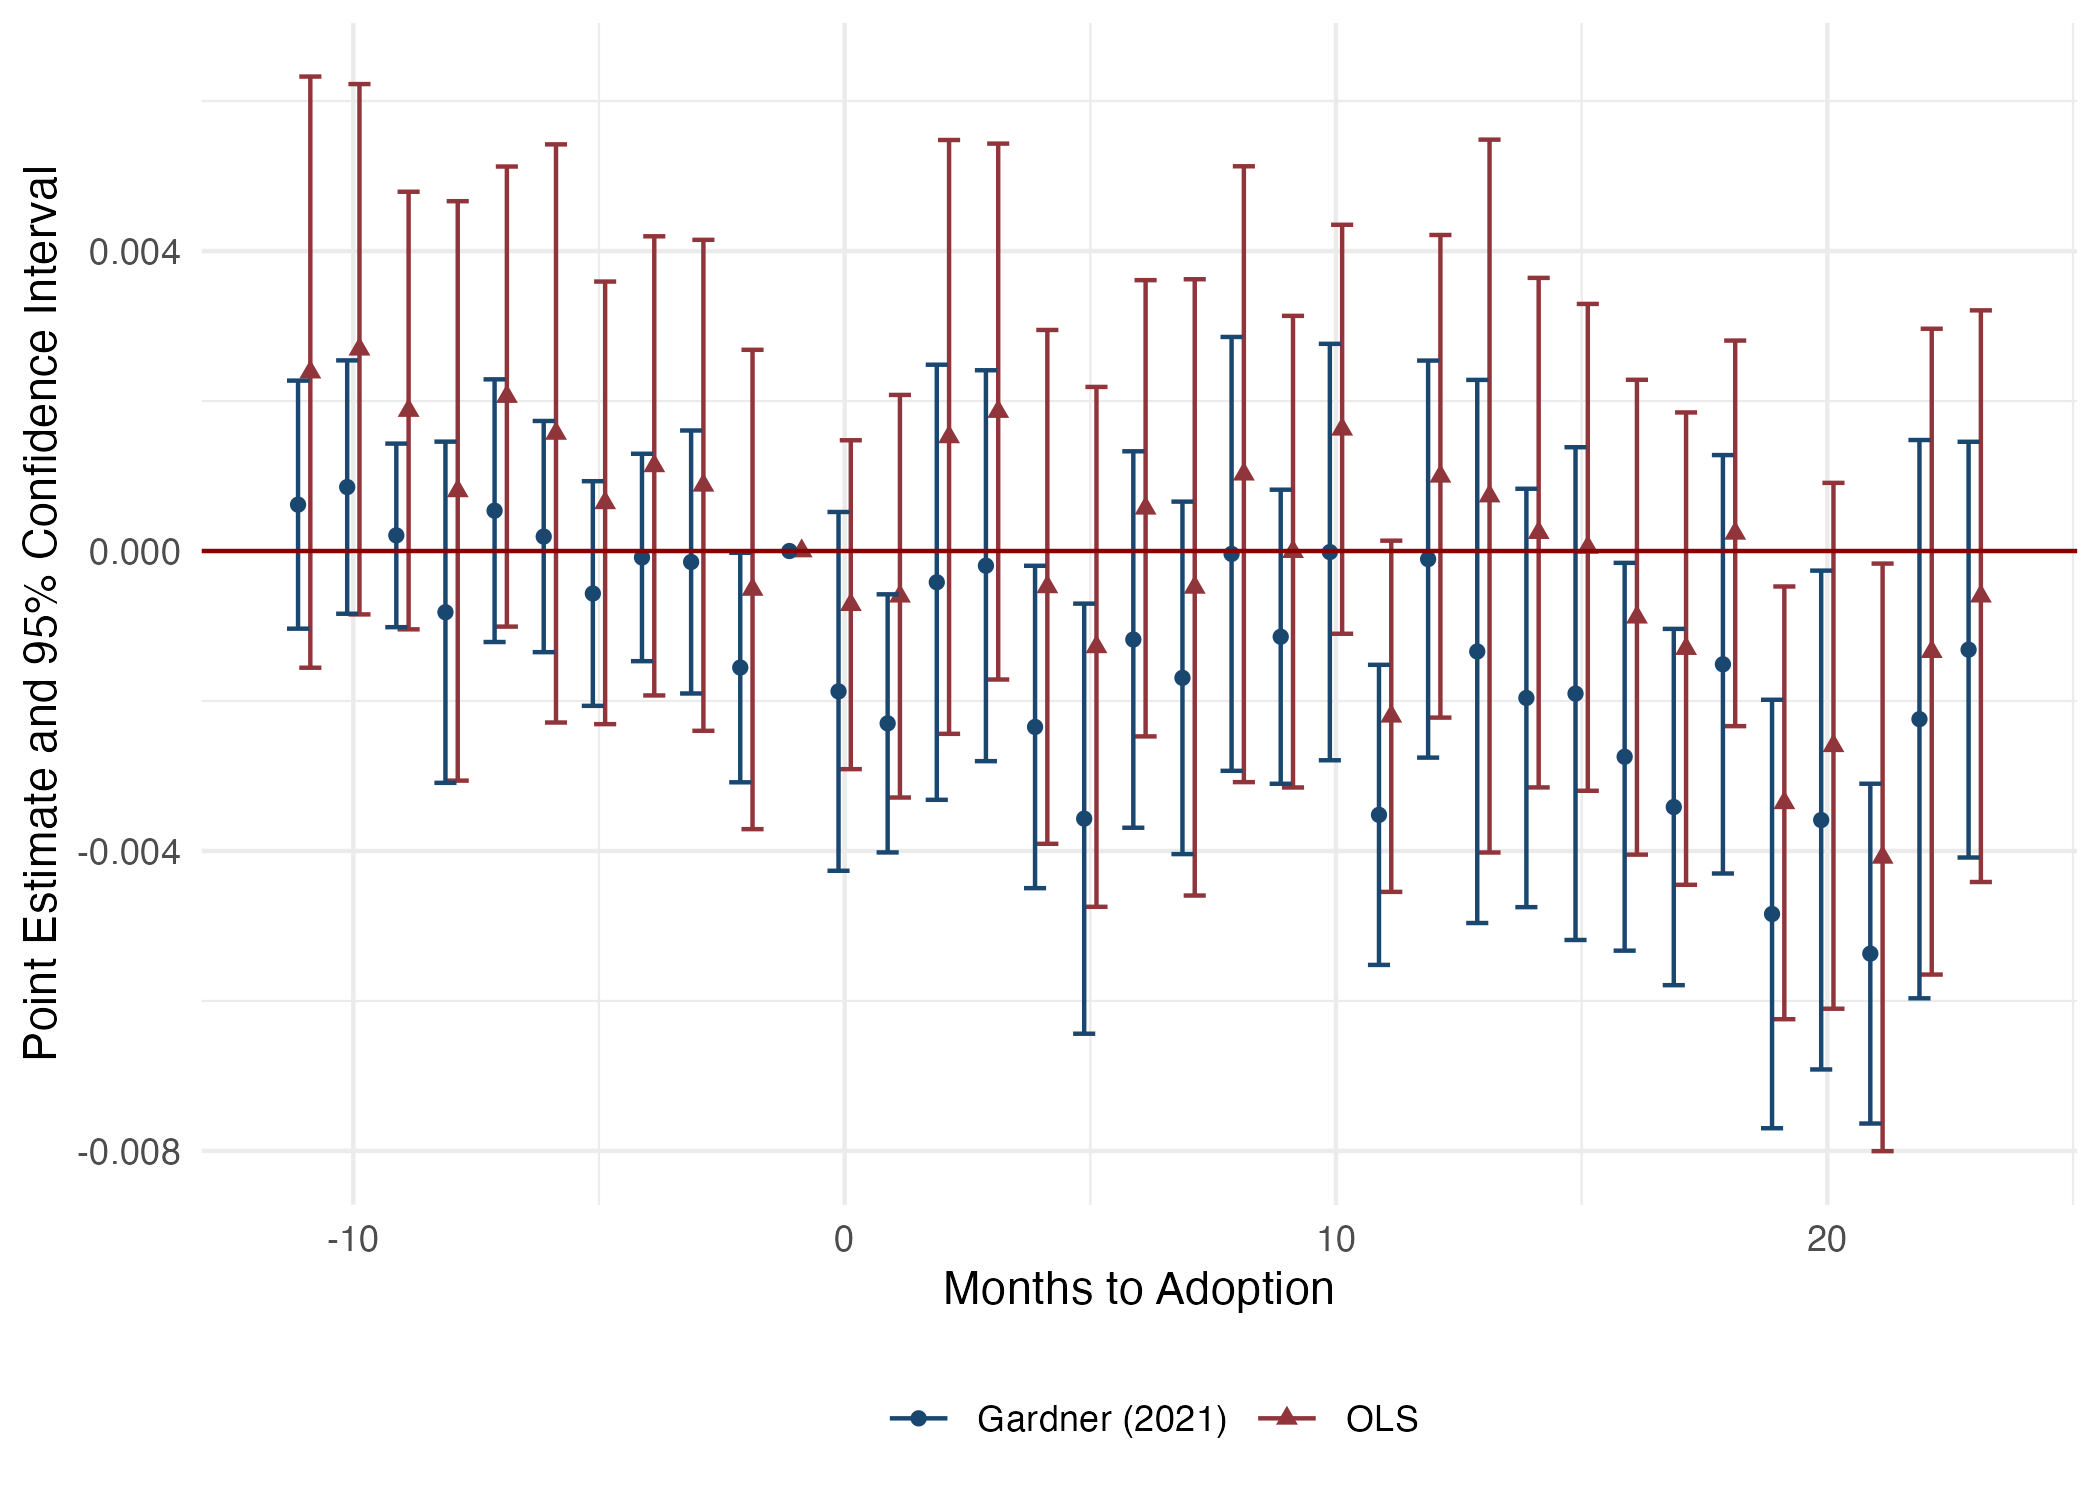 Point Estimate and 95% Confidence Interval
0.004
0.000
-0.004
-0.008
-10
0
10
20
Months to Adoption
Gardner (2021)
OLS